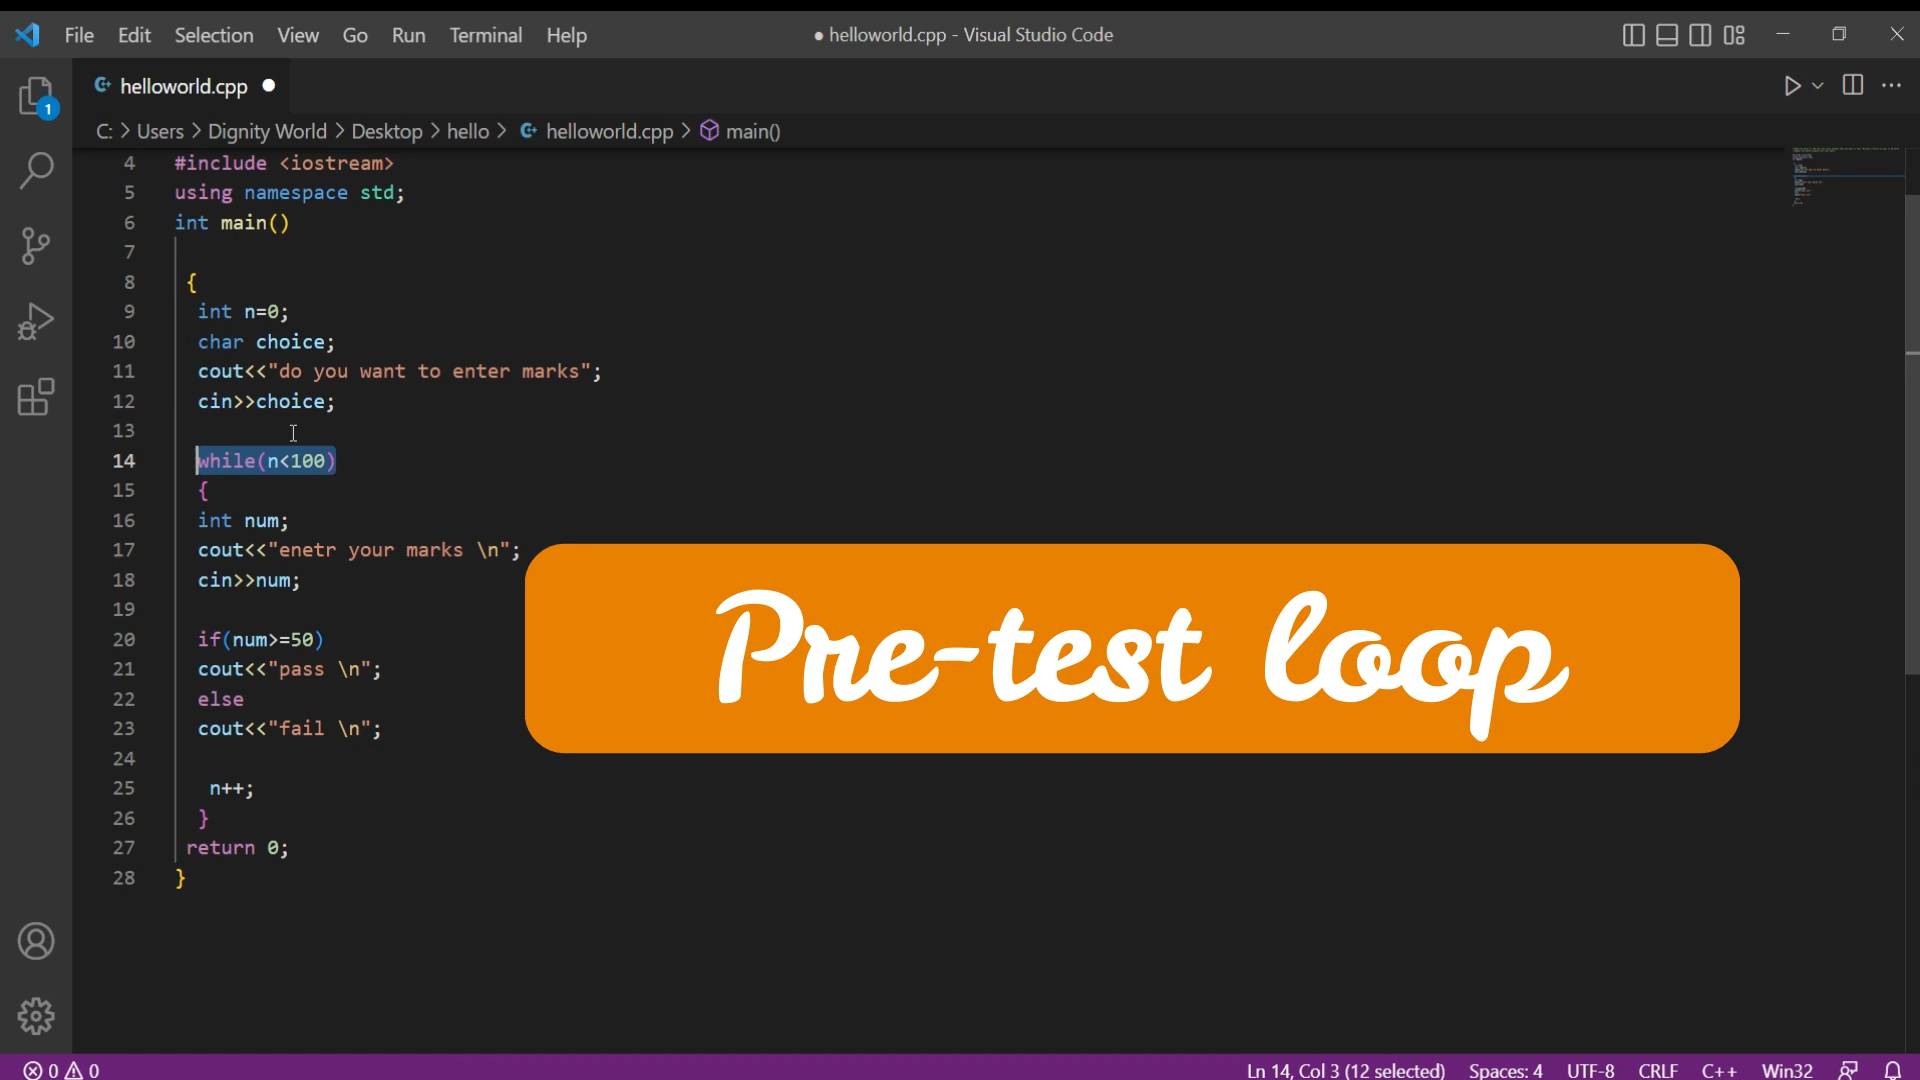 File Edit Selection View Go Run Terminal Help
● helloworld.cpp - Visual Studio Code
helloworld.cpp ●
1
C: > Users > Dignity World > Desktop > hello > helloworld.cpp > main()
4 #include <iostream>
5 using namespace std;
6 int main()
7
8 {
9 int n=0;
10 char choice;
11 cout<<"do you want to enter marks";
12 cin>>choice;
13
14 while(n<100)
15 {
16 int num;
17 cout<<"enetr your marks \n";
18 cin>>num;
19
20 if(num>=50)
21 cout<<"pass \n";
22 else
23 cout<<"fail \n";
24
25 n++;
26 }
27 return 0;
28 }
Pre-test loop
0 0 Ln 14, Col 3 (12 selected) Spaces: 4 UTF-8 CRLF C++ Win32